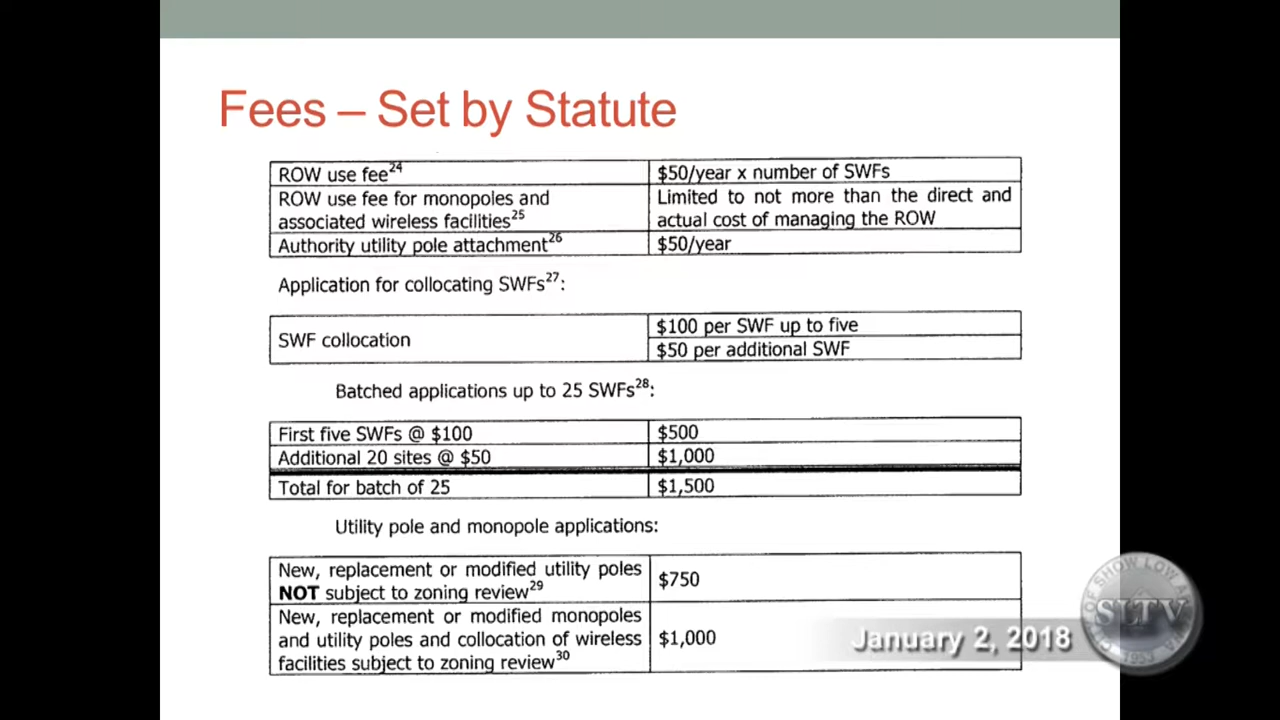 Fees – Set by Statute
ROW use fee24
$50/year x number of SWFs
ROW use fee for monopoles and
associated wireless facilities25
Limited to not more than the direct and
actual cost of managing the ROW
Authority utility pole attachment26
$50/year
Application for collocating SWFs27:
SWF collocation
$100 per SWF up to five
$50 per additional SWF
Batched applications up to 25 SWFs28:
First five SWFs @ $100
$500
Additional 20 sites @ $50
$1,000
Total for batch of 25
$1,500
Utility pole and monopole applications:
New, replacement or modified utility poles
NOT subject to zoning review29
$750
New, replacement or modified monopoles
and utility poles and collocation of wireless
facilities subject to zoning review30
$1,000
January 2, 2018
SLTV
OF SHOW LOW
1953